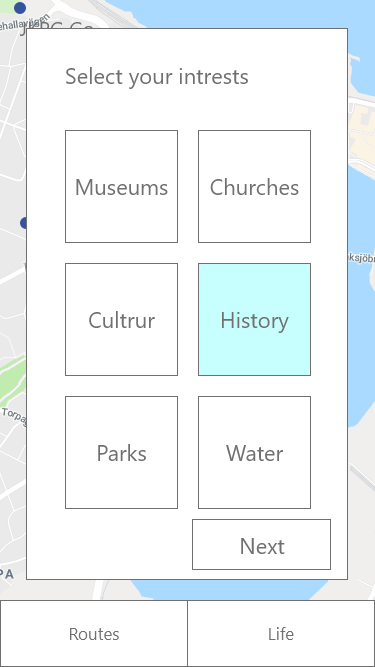 Select your intrests
Museums
Churches
Cultrur
History
Parks
Water
Next
Routes
Life